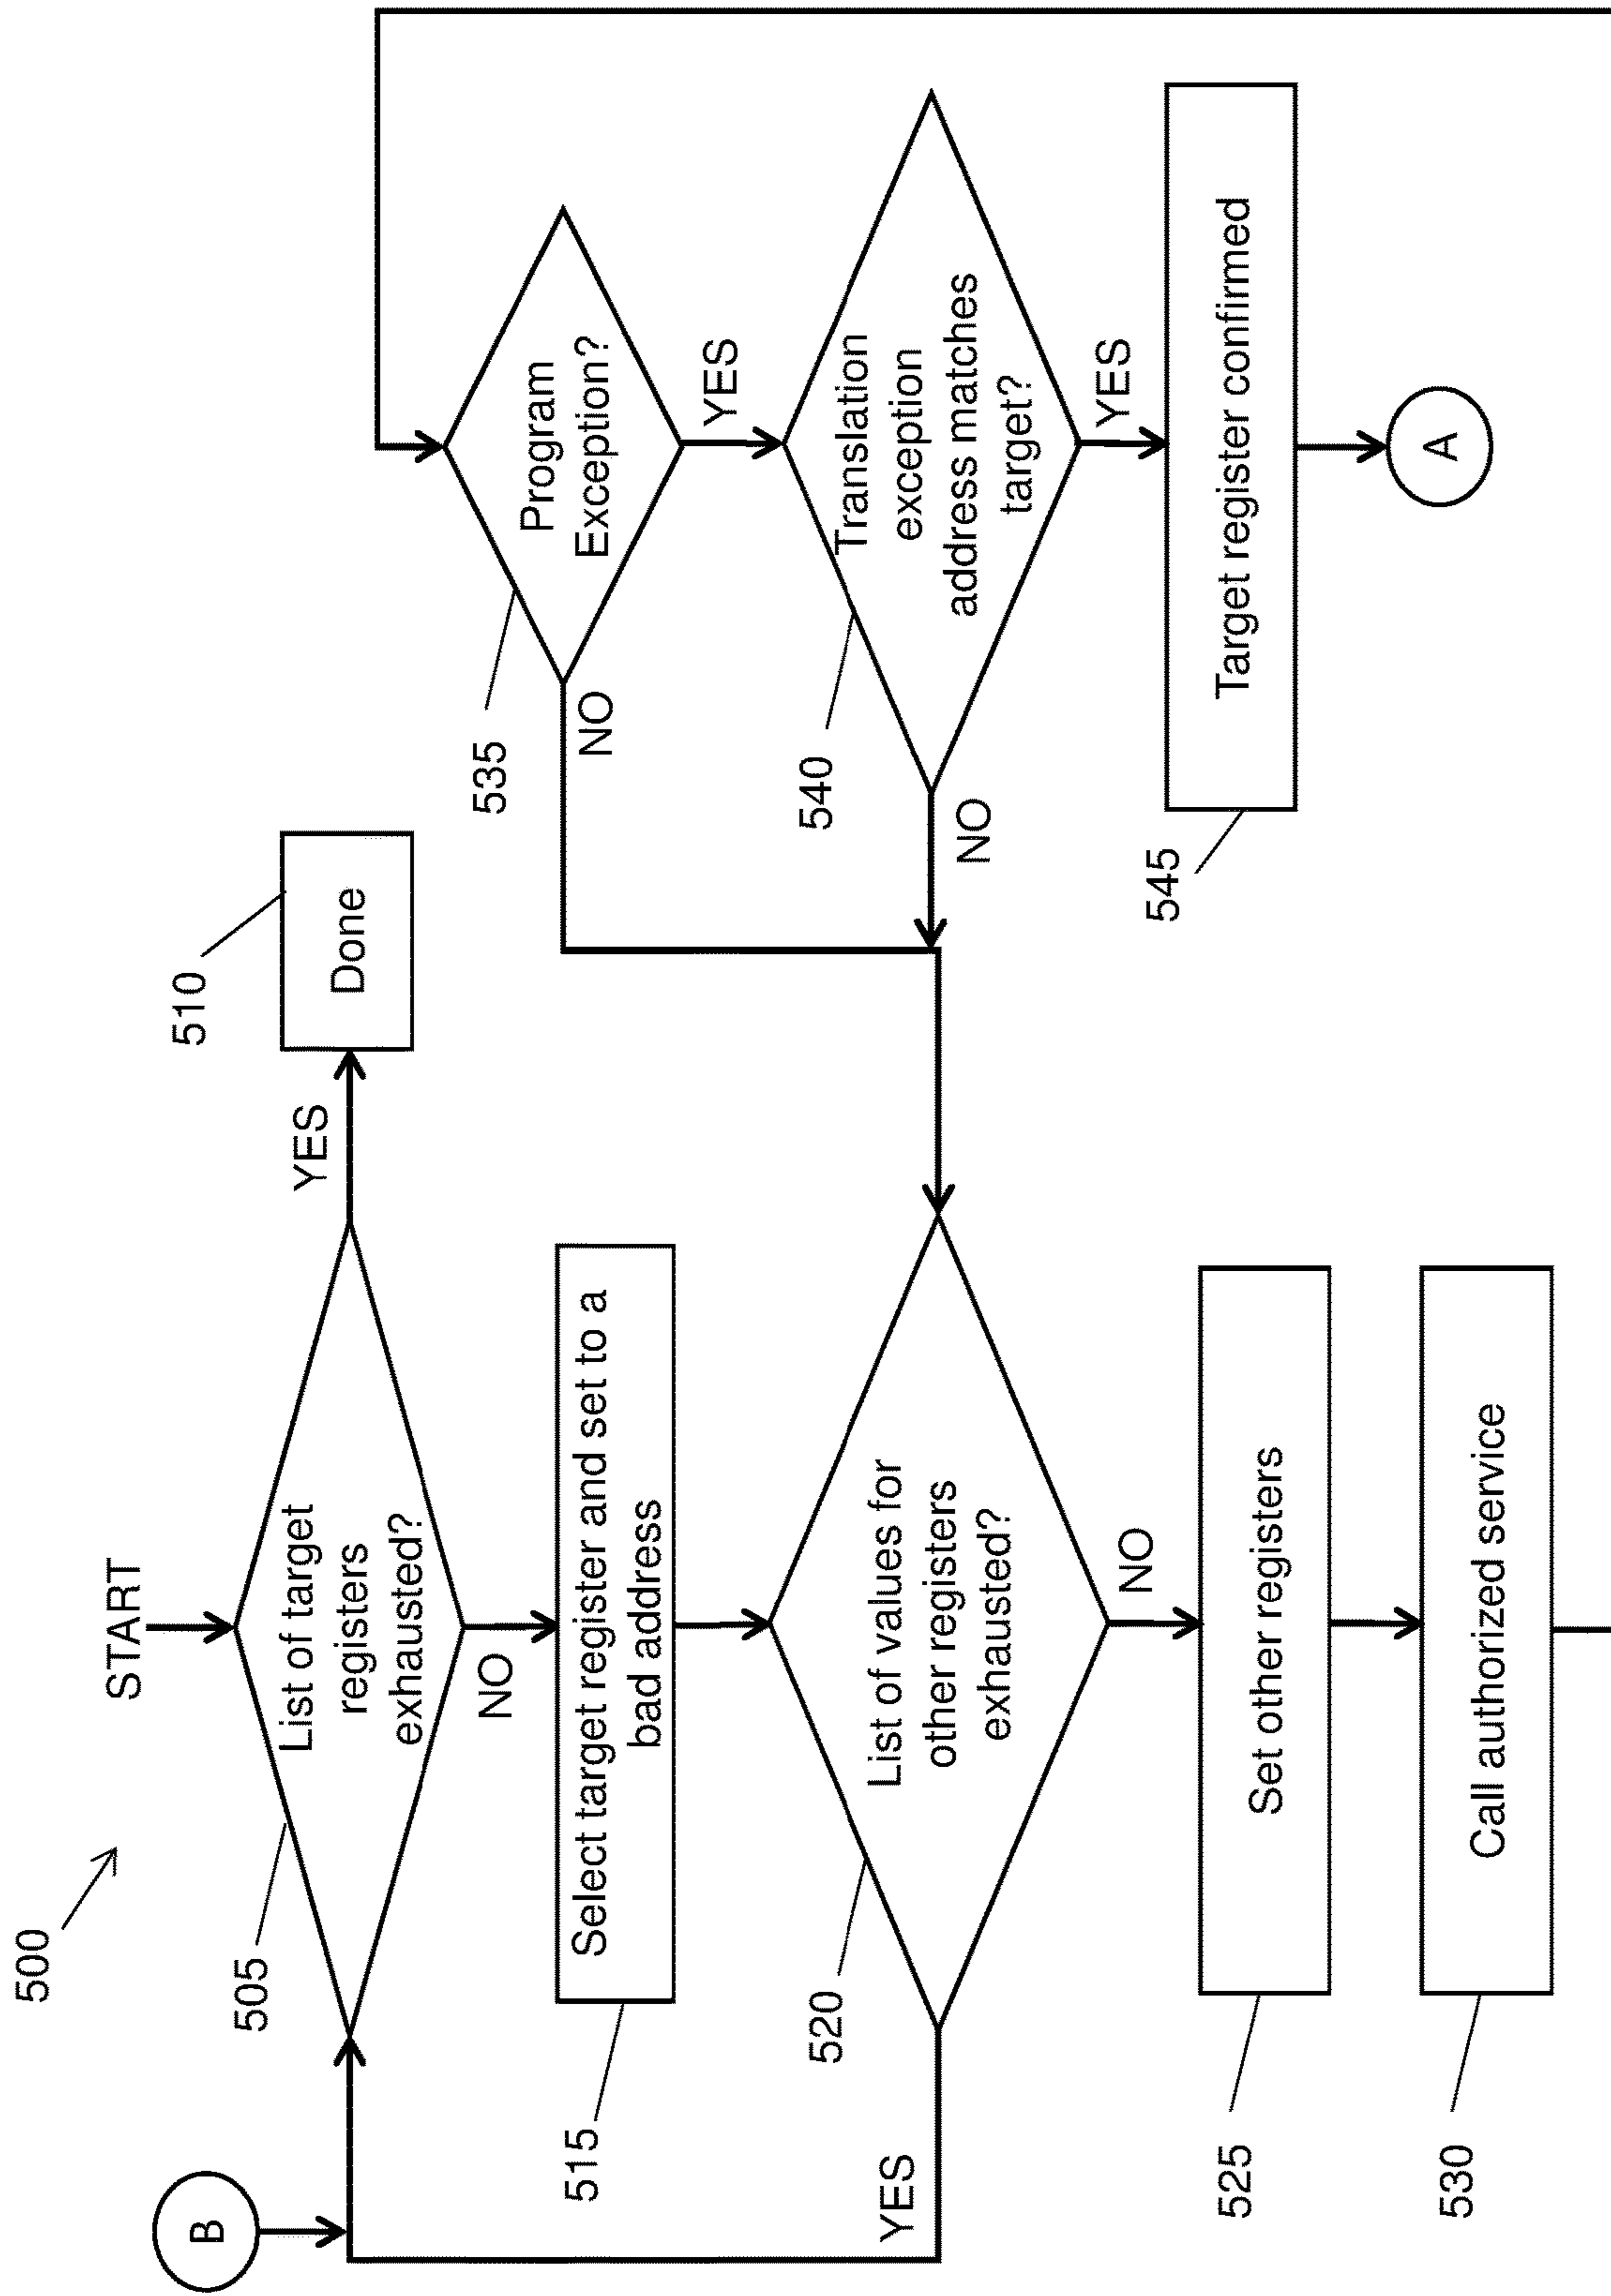 500
START
B
505
List of target
registers
exhausted?
YES
510
Done
NO
515
Select target register and set to a
bad address
520
List of values for
other registers
exhausted?
YES
NO
525
Set other registers
530
Call authorized service
535
Program
Exception?
NO
YES
540
Translation
exception
address matches
target?
NO
YES
545
Target register confirmed
A